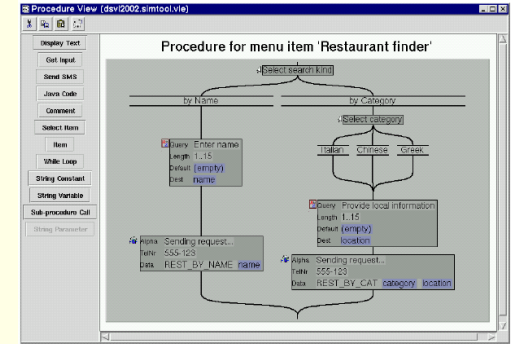 Procedure View (dsvl2002.simtool.vle)
Display Text
Get Input
Send SMS
Java Code
Comment
Select Item
Item
While Loop
String Constant
String Variable
Sub-procedure Call
String Parameter
Procedure for menu item 'Restaurant finder'
Select search kind
by Name
by Category
Select category
Italian Chinese Greek
Query Enter name
Length 1..15
Default (empty)
Dest name
Query Provide local information
Length 1..15
Default (empty)
Dest location
Alpha Sending request...
TelNr 555-123
Data REST_BY_NAME name
Alpha Sending request...
TelNr 555-123
Data REST_BY_CAT category location